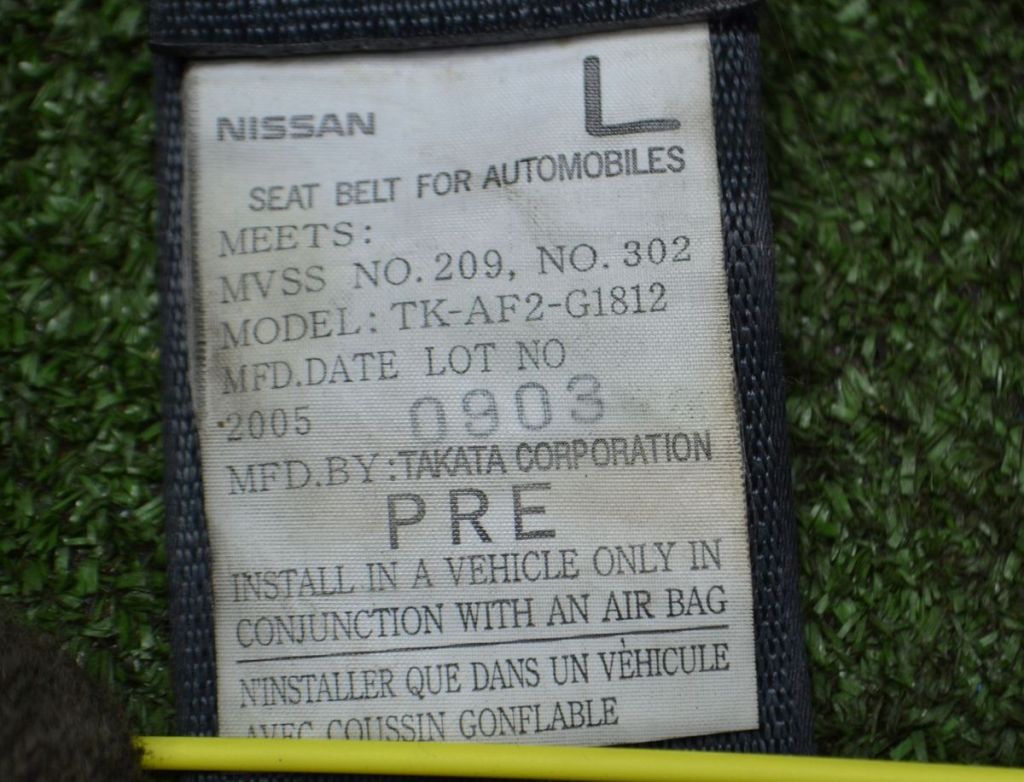 NISSAN L
SEAT BELT FOR AUTOMOBILES
MEETS:
MVSS NO. 209, NO. 302
MODEL: TK-AF2-G1812
MFD.DATE LOT NO
2005 0903
MFD.BY:TAKATA CORPORATION
PRE
INSTALL IN A VEHICLE ONLY IN
CONJUNCTION WITH AN AIR BAG
N'INSTALLER QUE DANS UN VÈHICULE
AVEC COUSSIN GONFLABLE